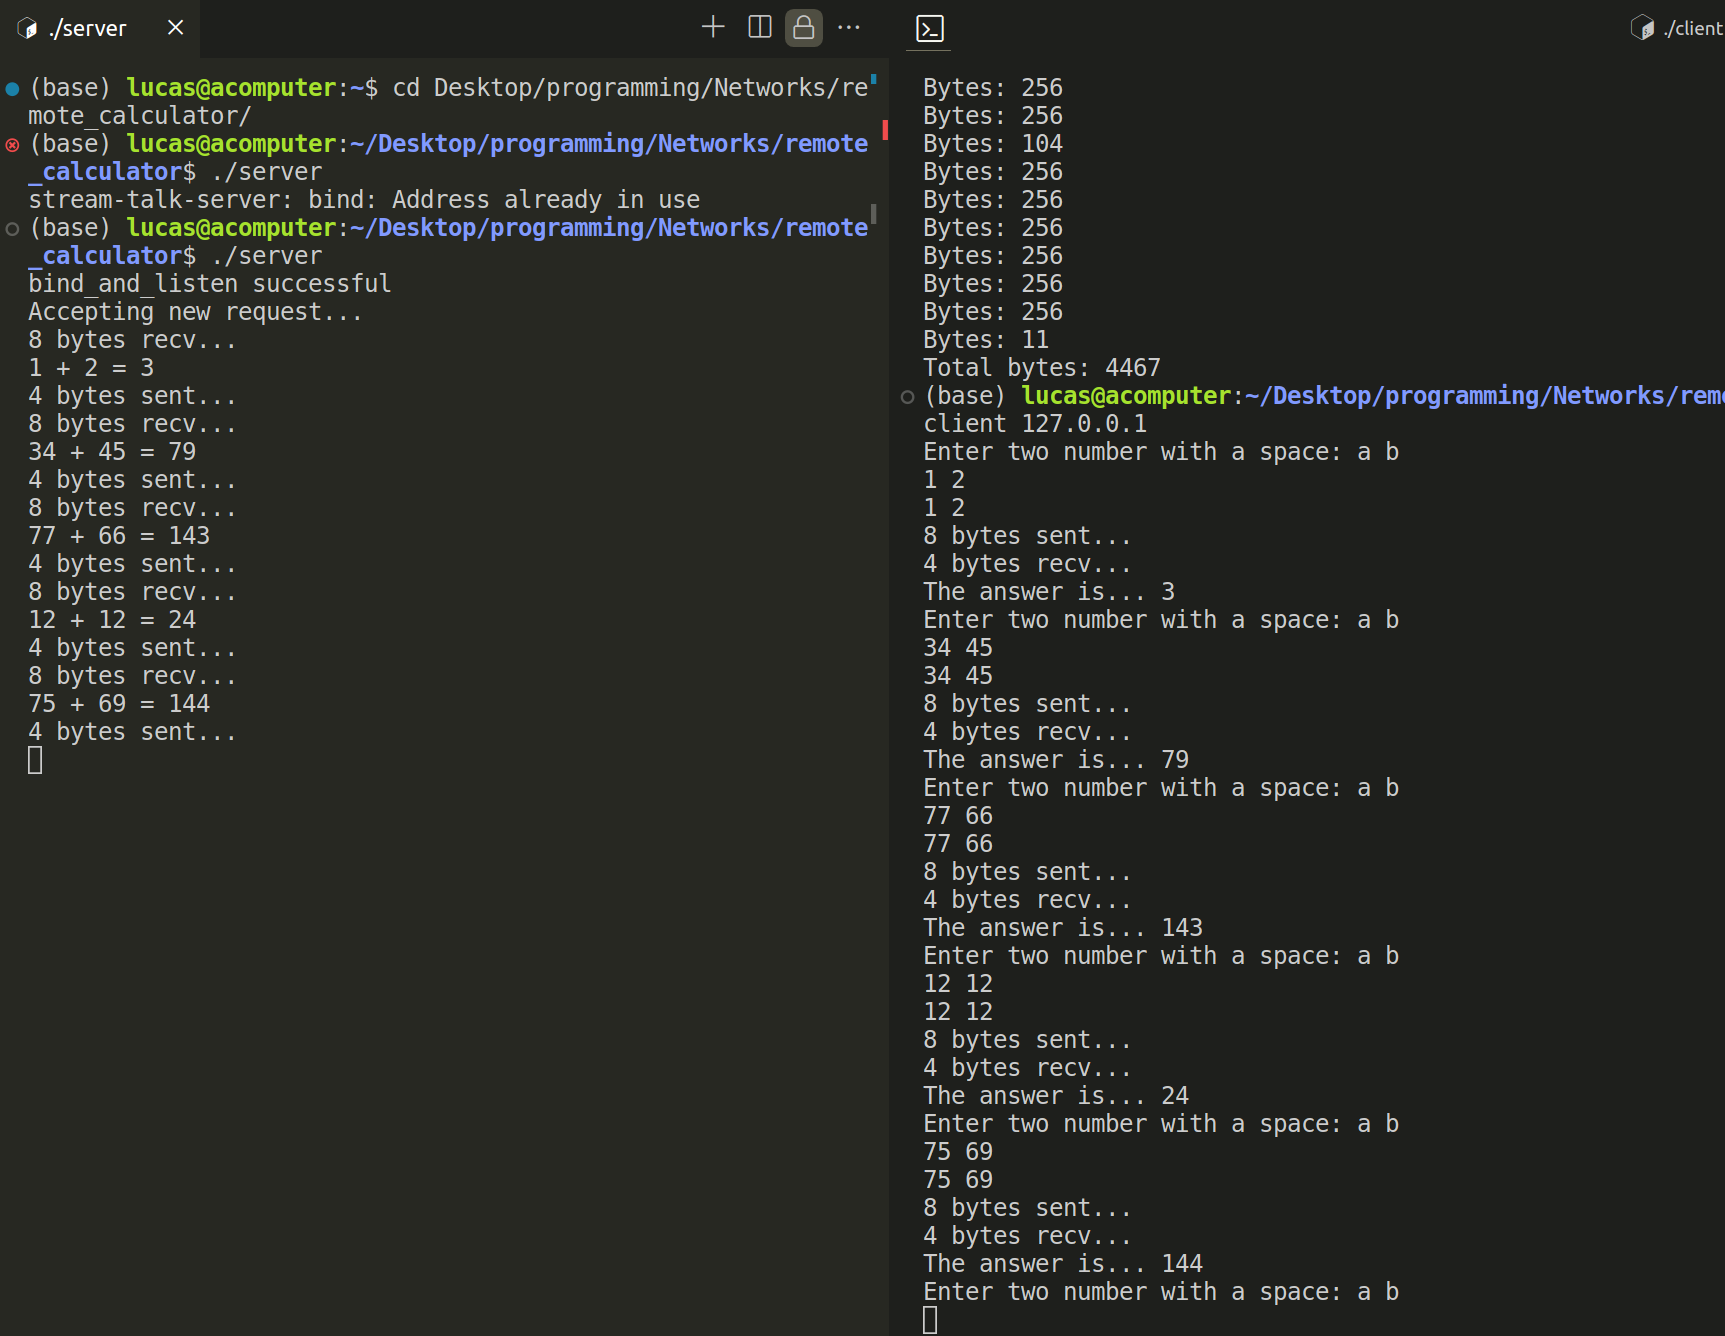 ./server
(base) lucas@acomputer:~$ cd Desktop/programming/Networks/re
mote_calculator/
(base) lucas@acomputer:~/Desktop/programming/Networks/remote
_calculator$ ./server
stream-talk-server: bind: Address already in use
(base) lucas@acomputer:~/Desktop/programming/Networks/remote
_calculator$ ./server
bind_and_listen successful
Accepting new request...
8 bytes recv...
1 + 2 = 3
4 bytes sent...
8 bytes recv...
34 + 45 = 79
4 bytes sent...
8 bytes recv...
77 + 66 = 143
4 bytes sent...
8 bytes recv...
12 + 12 = 24
4 bytes sent...
8 bytes recv...
75 + 69 = 144
4 bytes sent...
./client
Bytes: 256
Bytes: 256
Bytes: 104
Bytes: 256
Bytes: 256
Bytes: 256
Bytes: 256
Bytes: 256
Bytes: 256
Bytes: 11
Total bytes: 4467
(base) lucas@acomputer:~/Desktop/programming/Networks/rem
client 127.0.0.1
Enter two number with a space: a b
1 2
1 2
8 bytes sent...
4 bytes recv...
The answer is... 3
Enter two number with a space: a b
34 45
34 45
8 bytes sent...
4 bytes recv...
The answer is... 79
Enter two number with a space: a b
77 66
77 66
8 bytes sent...
4 bytes recv...
The answer is... 143
Enter two number with a space: a b
12 12
12 12
8 bytes sent...
4 bytes recv...
The answer is... 24
Enter two number with a space: a b
75 69
75 69
8 bytes sent...
4 bytes recv...
The answer is... 144
Enter two number with a space: a b